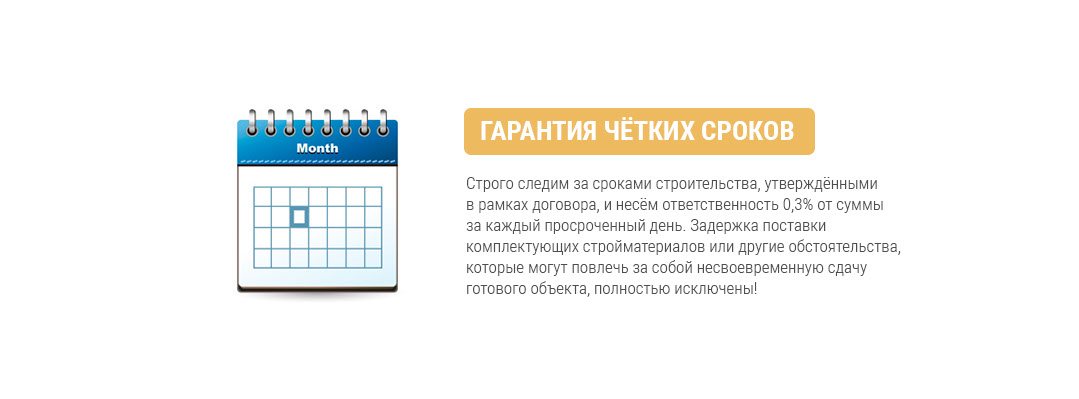 Month
ГАРАНТИЯ ЧЁТКИХ СРОКОВ
Строго следим за сроками строительства, утверждёнными
в рамках договора, и несём ответственность 0,3% от суммы
за каждый просроченный день. Задержка поставки
комплектующих стройматериалов или другие обстоятельства,
которые могут повлечь за собой несвоевременную сдачу
готового объекта, полностью исключены!